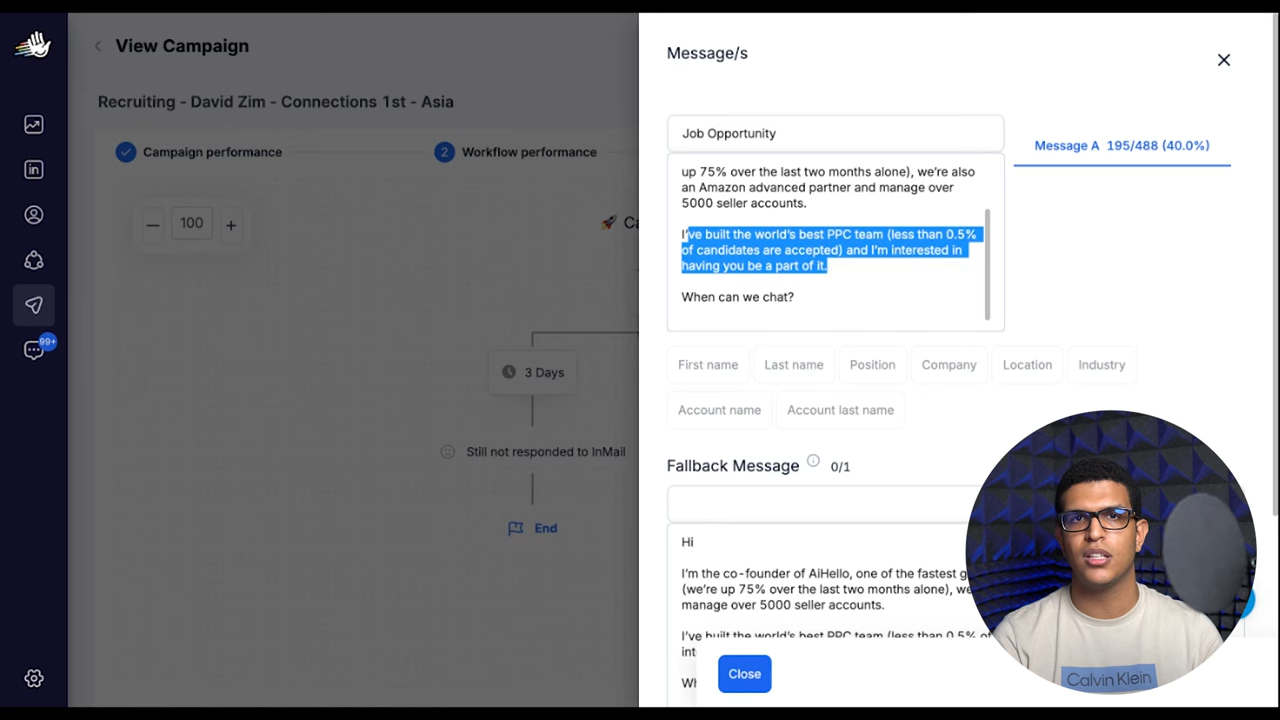 View Campaign
Recruiting - David Zim - Connections 1st - Asia
Campaign performance
2 Workflow performance
100
🚀 Ca
3 Days
Still not responded to InMail
End
99+
Message/s
Job Opportunity
Message A 195/488 (40.0%)
up 75% over the last two months alone), we're also
an Amazon advanced partner and manage over
5000 seller accounts.
I've built the world's best PPC team (less than 0.5%
of candidates are accepted) and I'm interested in
having you be a part of it.
When can we chat?
First name Last name Position Company Location Industry
Account name Account last name
Fallback Message 0/1
Hi
I'm the co-founder of AiHello, one of the fastest g
(we're up 75% over the last two months alone), we
manage over 5000 seller accounts.
I've built the world's best PPC team (less than 0.5% of
int
Wh
Close
Calvin Klein